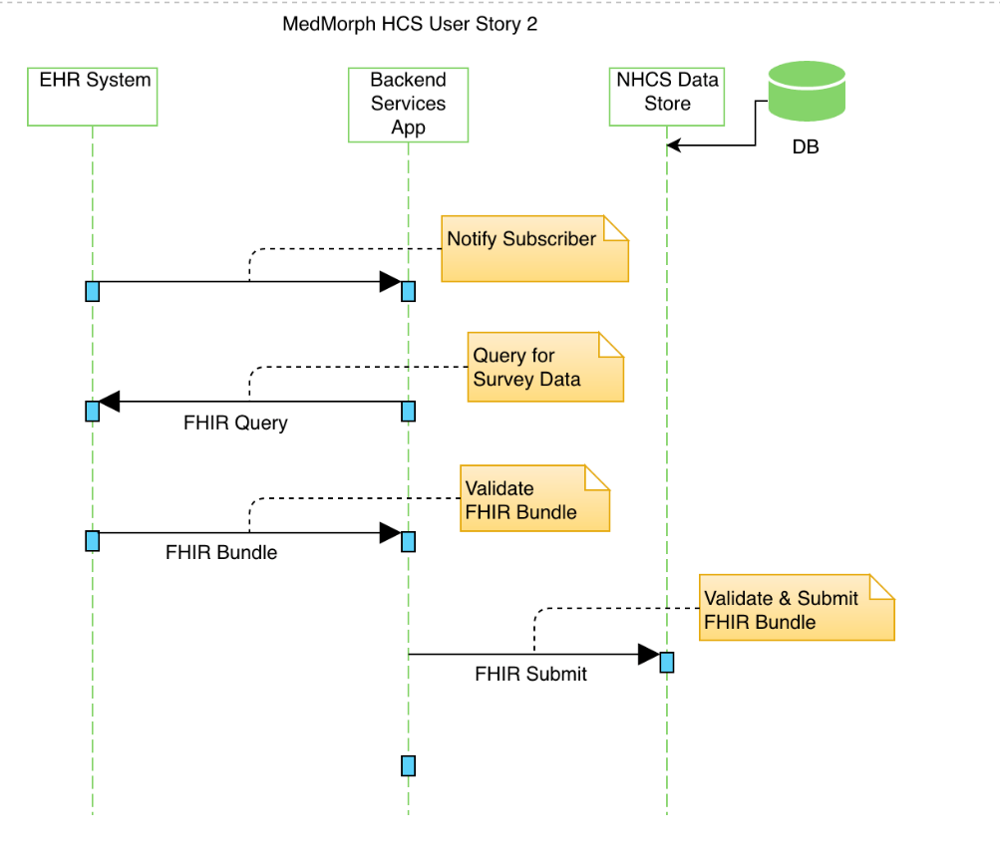 MedMorph HCS User Story 2
EHR System
Backend
Services
App
NHCS Data
Store
DB
Notify Subscriber
Query for
Survey Data
FHIR Query
Validate
FHIR Bundle
FHIR Bundle
Validate & Submit
FHIR Bundle
FHIR Submit